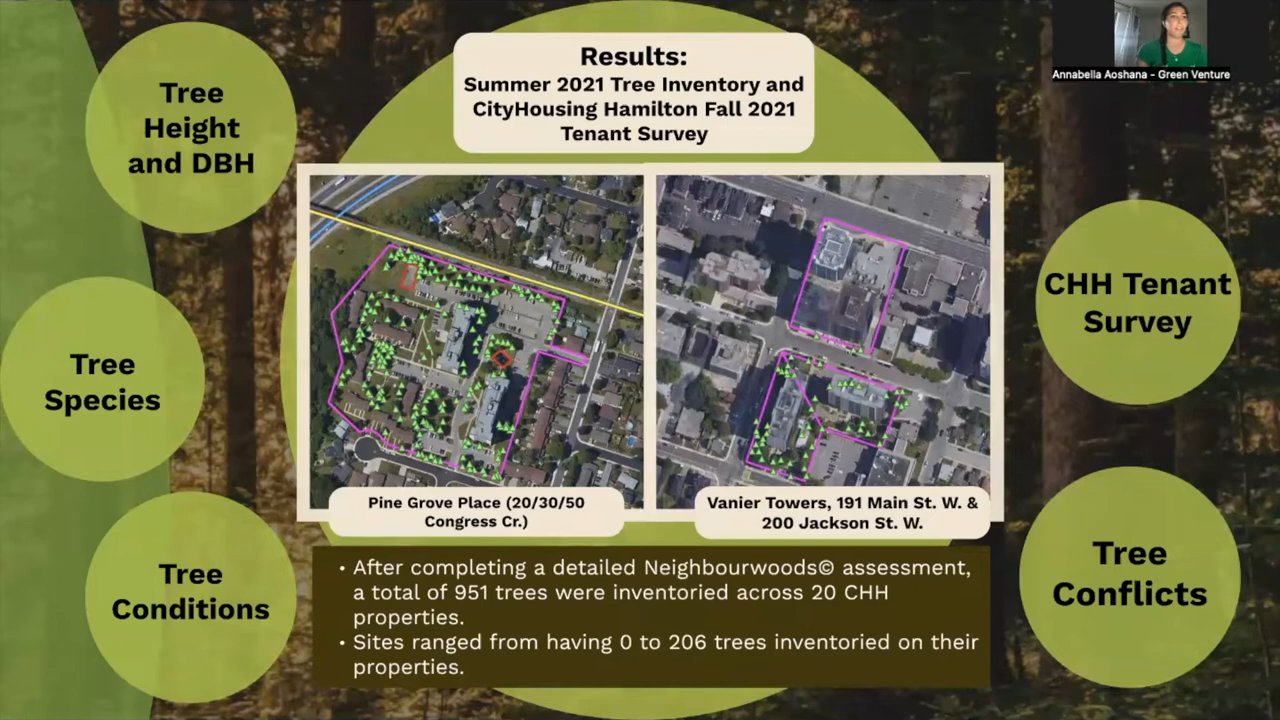 Results:
Summer 2021 Tree Inventory and
CityHousing Hamilton Fall 2021
Tenant Survey
Annabella Aoshana - Green Venture
Tree
Height
and DBH
Tree
Species
Tree
Conditions
CHH Tenant
Survey
Tree
Conflicts
Pine Grove Place (20/30/50
Congress Cr.)
Vanier Towers, 191 Main St. W. &
200 Jackson St. W.
• After completing a detailed Neighbourwoods© assessment,
a total of 951 trees were inventoried across 20 CHH
properties.
• Sites ranged from having 0 to 206 trees inventoried on their
properties.